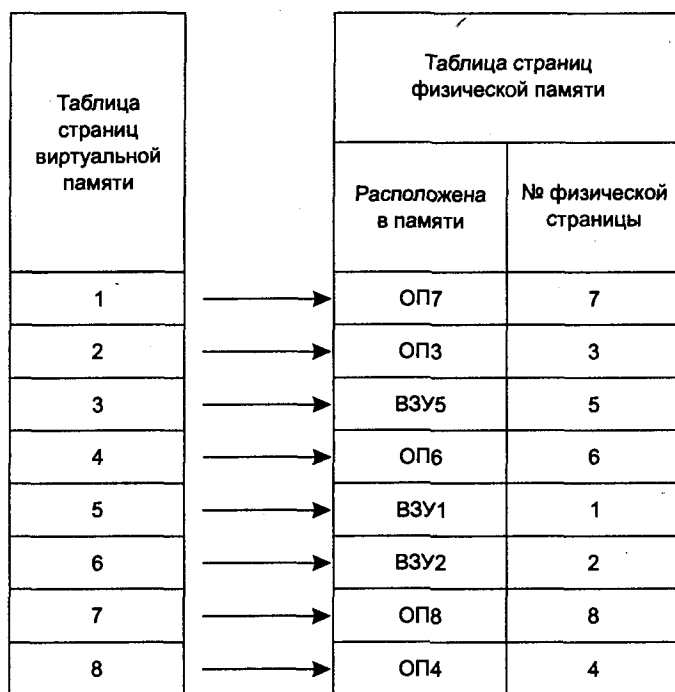 Таблица
страниц
виртуальной
памяти
Таблица страниц
физической памяти
Расположена
в памяти
№ физической
страницы
1 ОП7 7
2 ОП3 3
3 ВЗУ5 5
4 ОП6 6
5 ВЗУ1 1
6 ВЗУ2 2
7 ОП8 8
8 ОП4 4